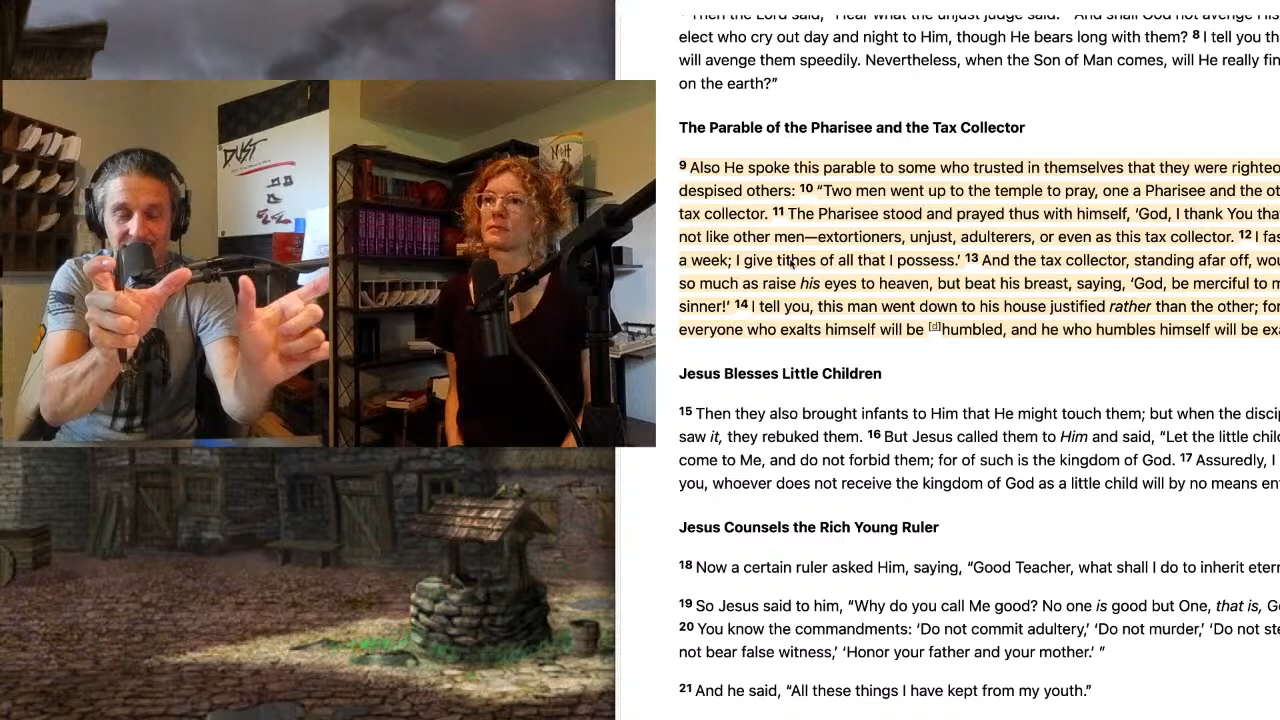 DUST
NOT
Then the Lord said, “Hear what the unjust judge said.
elect who cry out day and night to Him, though He bears long with them? 8 I tell you th
will avenge them speedily. Nevertheless, when the Son of Man comes, will He really fin
on the earth?”
The Parable of the Pharisee and the Tax Collector
9 Also He spoke this parable to some who trusted in themselves that they were righteo
despised others: 10 “Two men went up to the temple to pray, one a Pharisee and the ot
tax collector. 11 The Pharisee stood and prayed thus with himself, ‘God, I thank You tha
not like other men—extortioners, unjust, adulterers, or even as this tax collector. 12 I fas
a week; I give tithes of all that I possess.’ 13 And the tax collector, standing afar off, wou
so much as raise his eyes to heaven, but beat his breast, saying, ‘God, be merciful to m
sinner!’ 14 I tell you, this man went down to his house justified rather than the other; for
everyone who exalts himself will be [d]humbled, and he who humbles himself will be exa
Jesus Blesses Little Children
15 Then they also brought infants to Him that He might touch them; but when the discip
saw it, they rebuked them. 16 But Jesus called them to Him and said, “Let the little child
come to Me, and do not forbid them; for of such is the kingdom of God. 17 Assuredly, I
you, whoever does not receive the kingdom of God as a little child will by no means ent
Jesus Counsels the Rich Young Ruler
18 Now a certain ruler asked Him, saying, “Good Teacher, what shall I do to inherit etern
19 So Jesus said to him, “Why do you call Me good? No one is good but One, that is, G
20 You know the commandments: ‘Do not commit adultery,’ ‘Do not murder,’ ‘Do not ste
not bear false witness,’ ‘Honor your father and your mother.’ ”
21 And he said, “All these things I have kept from my youth.”